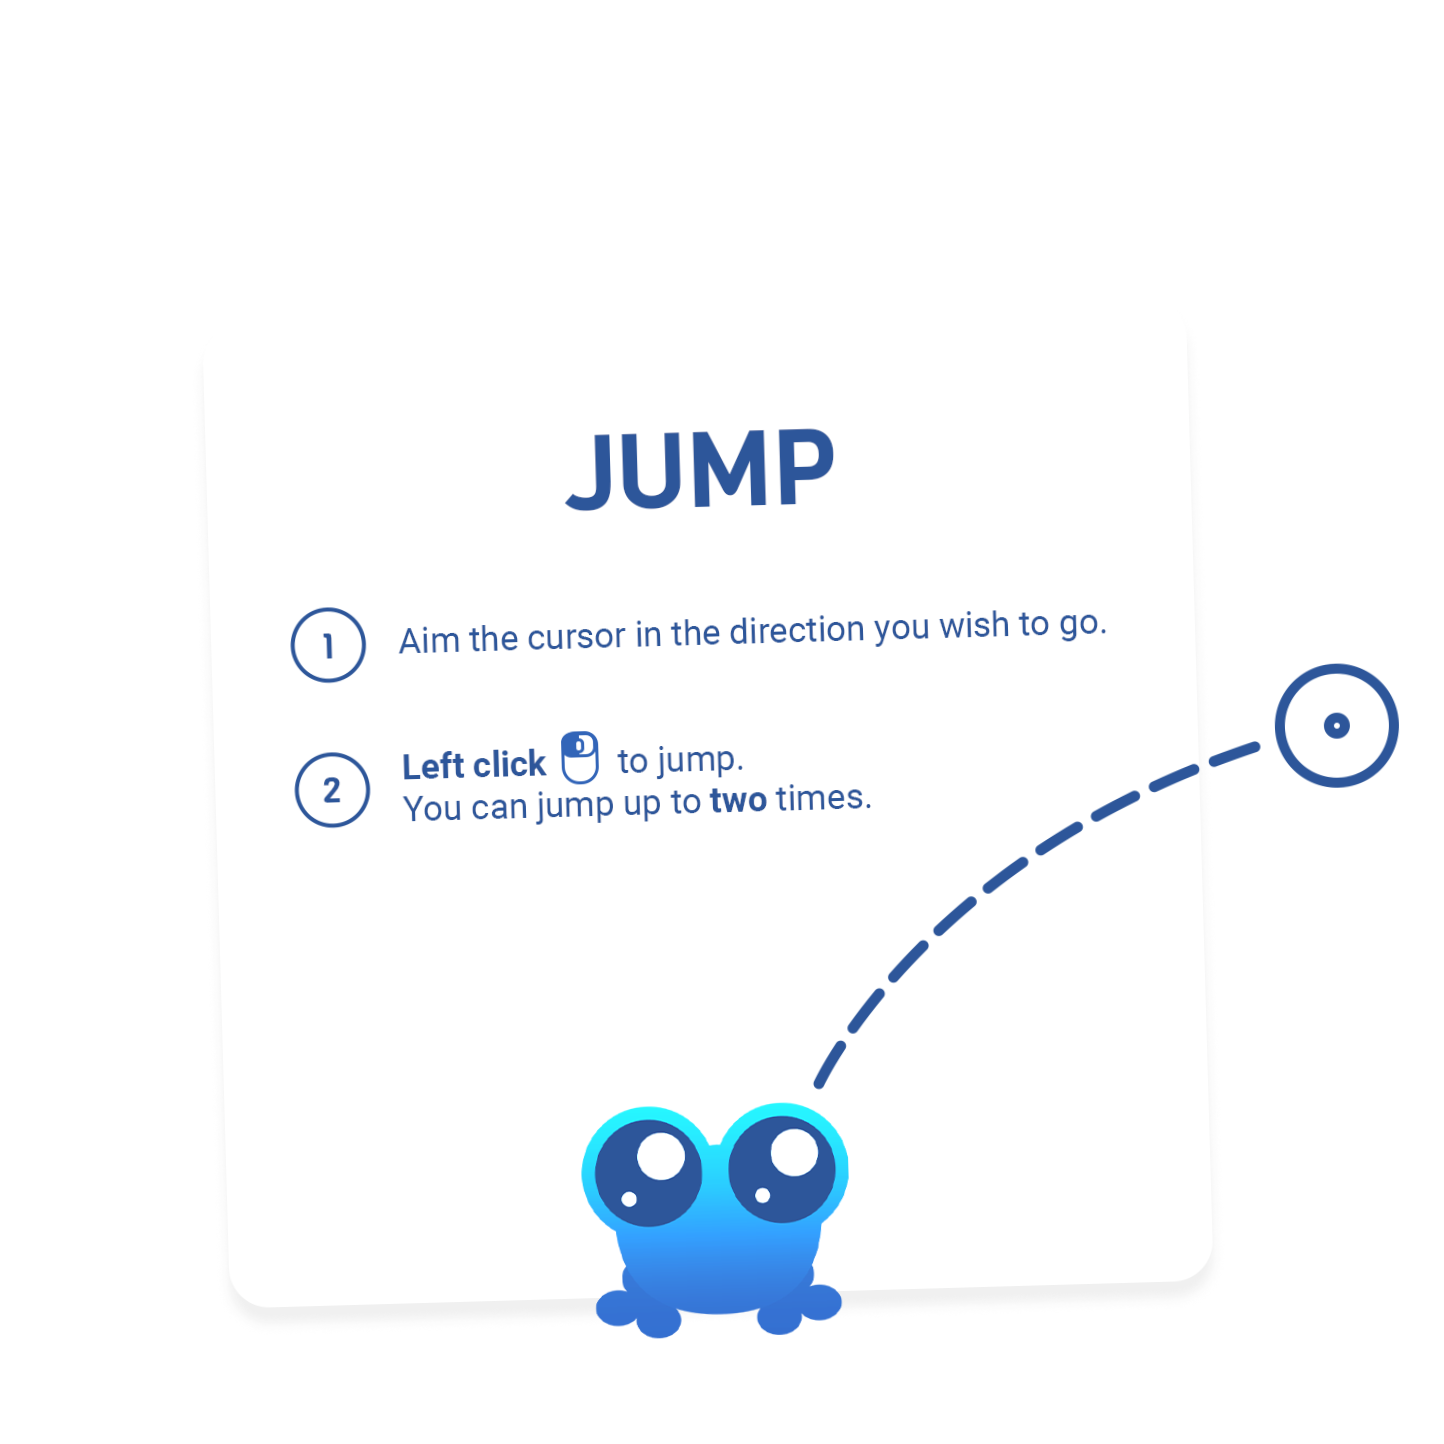 JUMP
1
Aim the cursor in the direction you wish to go.
2
Left click to jump.
You can jump up to two times.